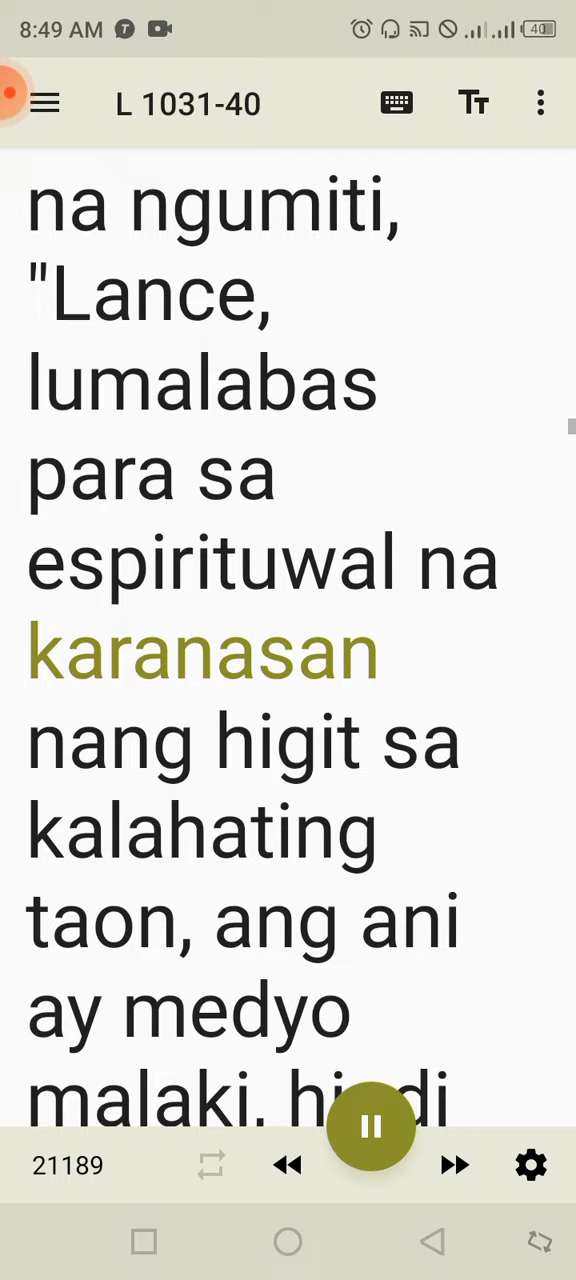 8:49 AM
40
L 1031-40
na ngumiti,
"Lance,
lumalabas
para sa
espirituwal na
karanasan
nang higit sa
kalahating
taon, ang ani
ay medyo
malaki.
21189